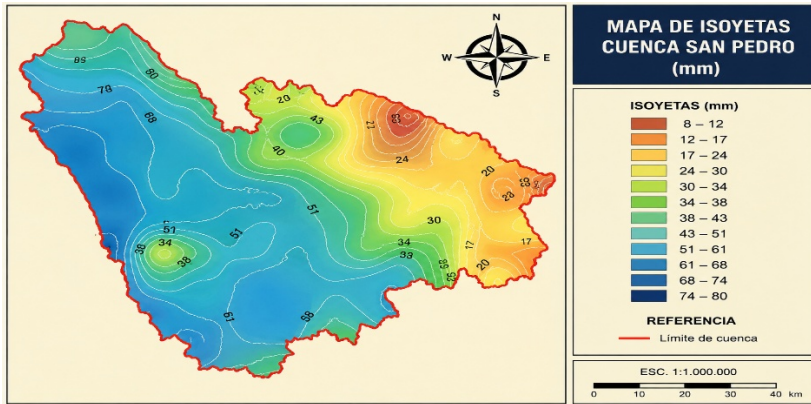 MAPA DE ISOYETAS
CUENCA SAN PEDRO
(mm)
N
W
E
S
ISOYETAS (mm)
8 – 12
12 – 17
17 – 24
24 – 30
30 – 34
34 – 38
38 – 43
43 – 51
51 – 61
61 – 68
68 – 74
74 – 80
REFERENCIA
Límite de cuenca
ESC. 1:1.000.000
0 10 20 30 40 km
80
70
68
20
43
40
24
20
51
30
34
33
17
17
20
51
51
38
34
38
61
58